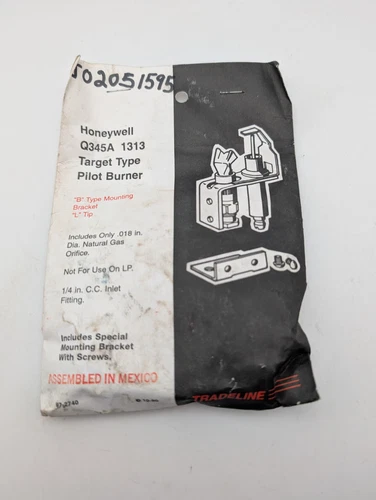 502051595
Honeywell
Q345A 1313
Target Type
Pilot Burner
"B" Type Mounting
Bracket
"L" Tip
Includes Only .018 in.
Dia. Natural Gas
Orifice.
Not For Use On LP.
1/4 in. C.C. Inlet
Fitting.
Includes Special
Mounting Bracket
With Screws.
ASSEMBLED IN MEXICO
TRADELINE